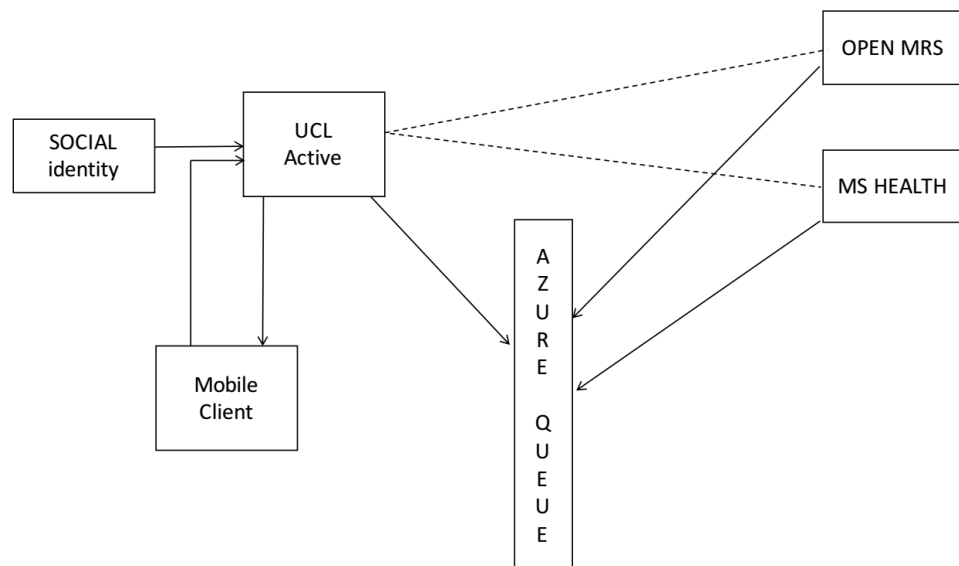 OPEN MRS
UCL
Active
SOCIAL
identity
MS HEALTH
A
Z
U
R
E
Q
U
E
U
E
Mobile
Client